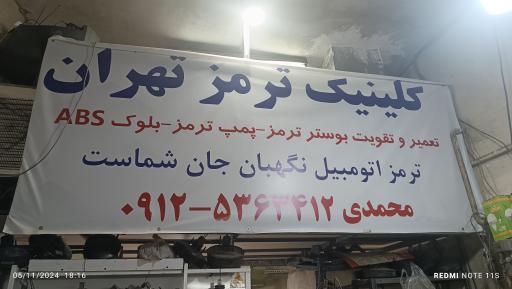 کلینیک ترمز تهران
تعمیر و تقویت بوستر ترمز-پمپ ترمز-بلوک ABS
ترمز اتومبیل نگهبان جان شماست
محمدی ۰۹۱۲-۵۳۶۳۴۱۲
05/11/2024 18:16
REDMI NOTE 11S